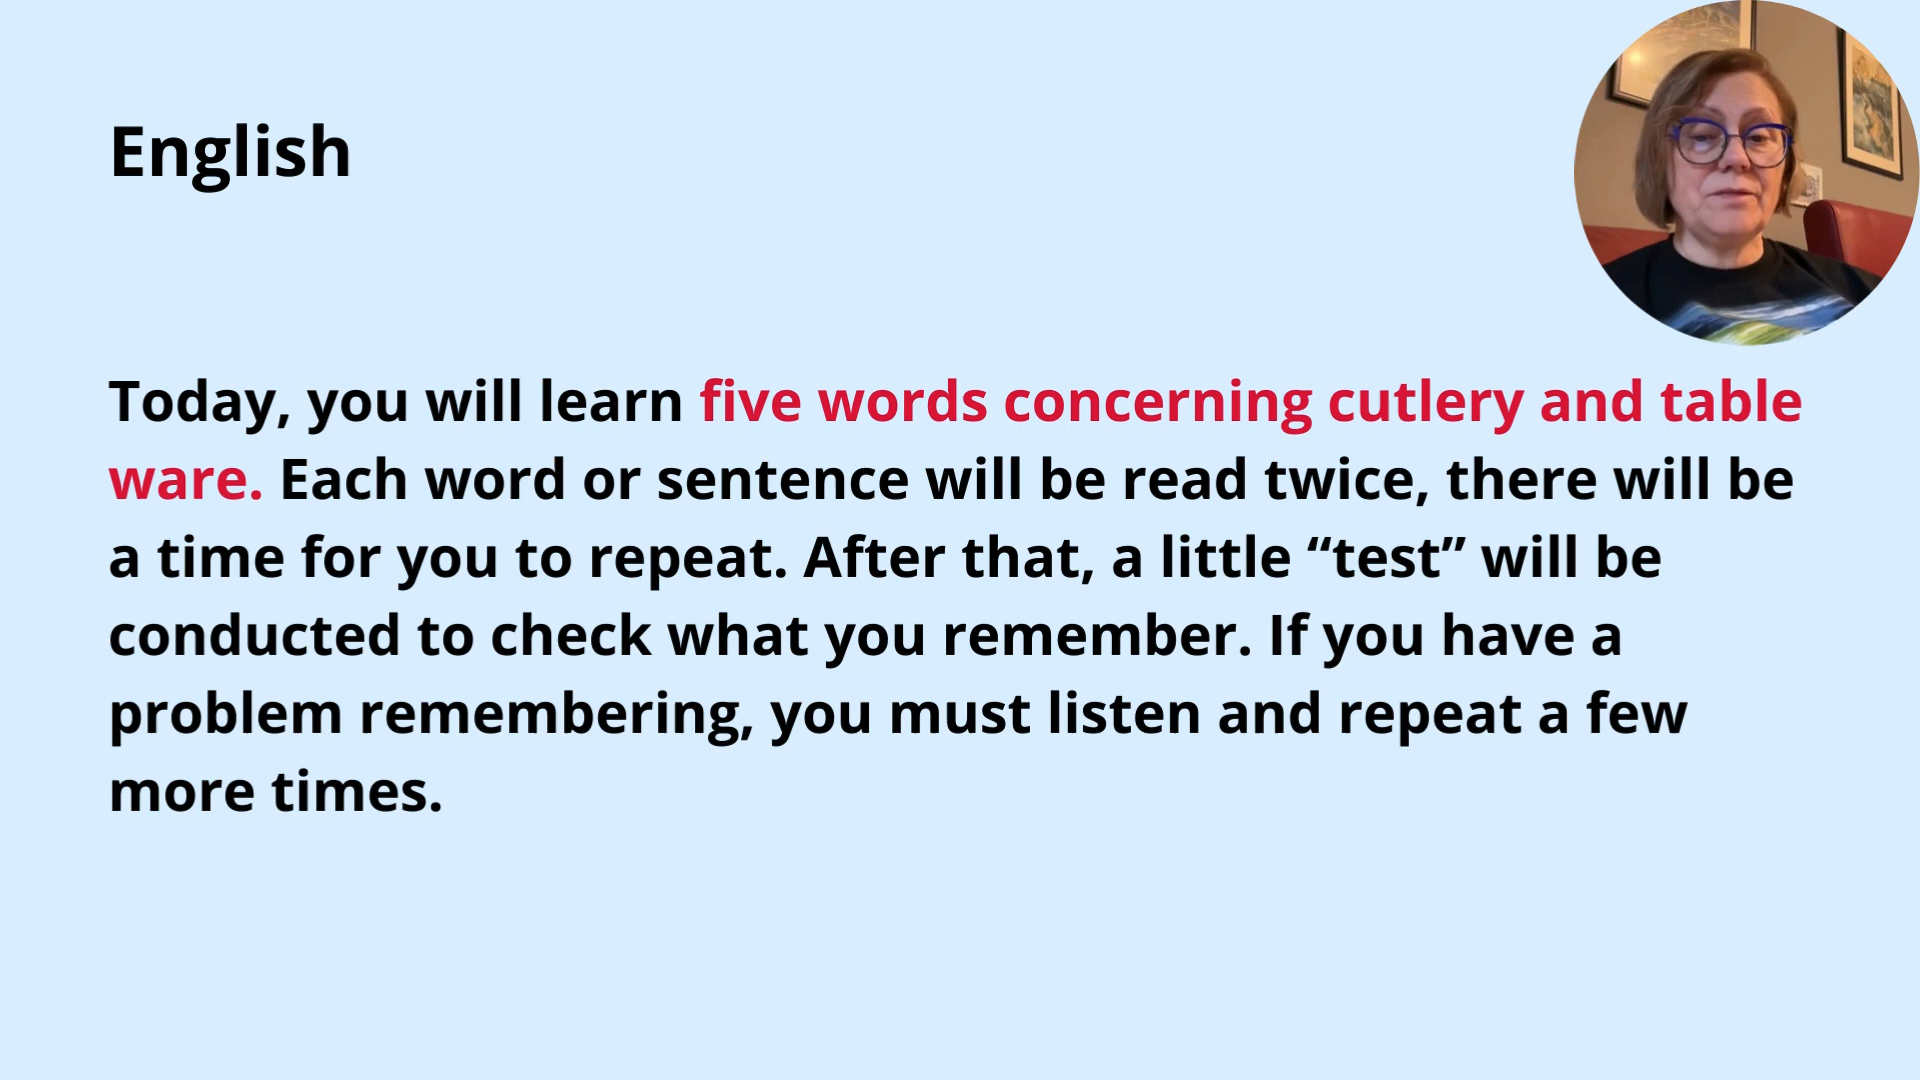 English
Today, you will learn five words concerning cutlery and table
ware. Each word or sentence will be read twice, there will be
a time for you to repeat. After that, a little “test” will be
conducted to check what you remember. If you have a
problem remembering, you must listen and repeat a few
more times.